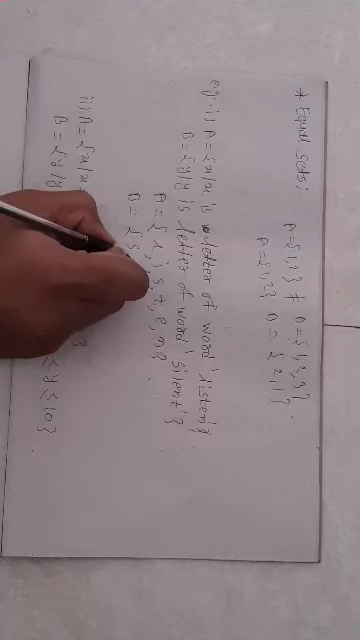 * Equal sets:
A={1,2} ≠ B={1,2,3}.
A={1,2} B = {2,1}
eg: i) A = {x/x is a letter of word 'listen'}
B = {y/y is letter of word 'silent'}
A = {l, i, s, t, e, n}.
B = {s
ii) A = {x/x
B = {y/y ≤ y ≤ 10}